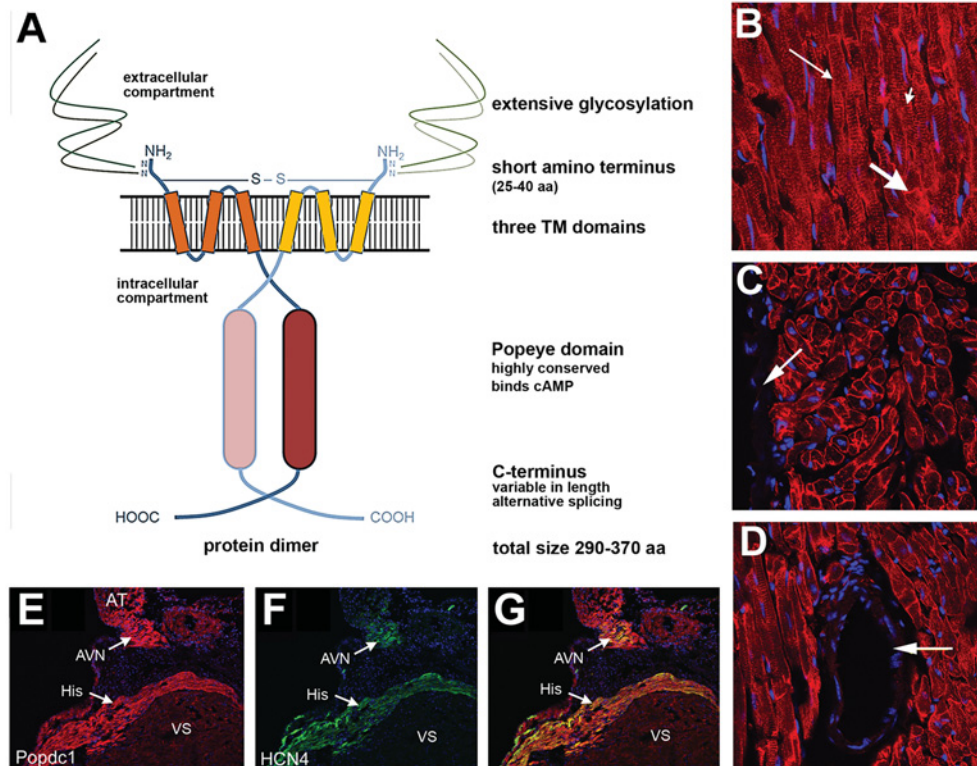 A
extracellular
compartment
NH2
N
N
S–S
NH2
N
N
intracellular
compartment
HOOC
COOH
protein dimer
extensive glycosylation
short amino terminus
(25-40 aa)
three TM domains
Popeye domain
highly conserved
binds cAMP
C-terminus
variable in length
alternative splicing
total size 290-370 aa
B
C
D
E
AT
AVN
His
VS
Popdc1
F
AVN
His
VS
HCN4
G
AVN
His
VS